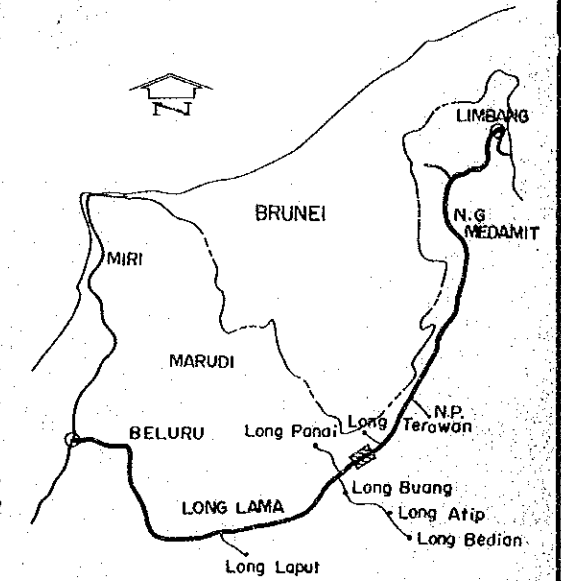 N
LIMBANG
BRUNEI
N.G
MEDAMIT
MIRI
MARUDI
BELURU
Long Panai
Long
N.P.
Terawan
Long Buang
LONG LAMA
Long Atip
Long Bedian
Long Laput